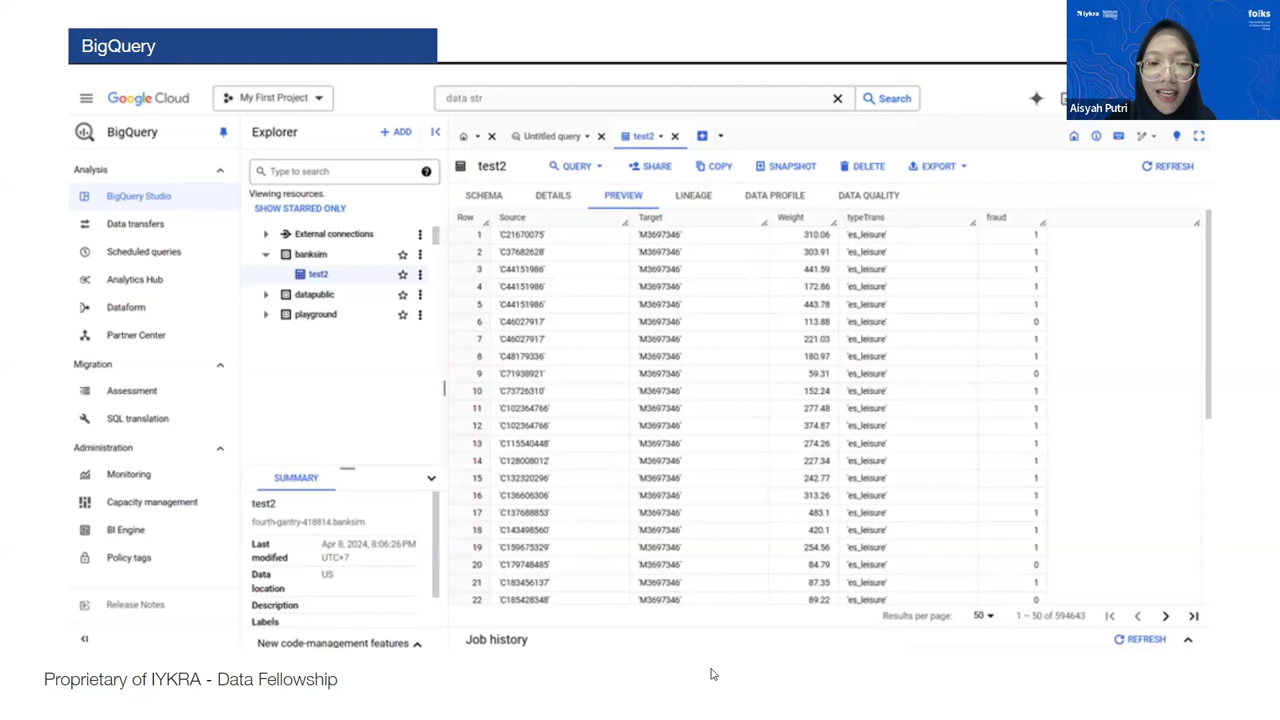 BigQuery
iykra
fo/ks
Aisyah Putri
Google Cloud
My First Project
data str
Search
BigQuery
Analysis
BigQuery Studio
Data transfers
Scheduled queries
Analytics Hub
Dataform
Partner Center
Migration
Assessment
SQL translation
Administration
Monitoring
Capacity management
BI Engine
Policy tags
Release Notes
Explorer
+ ADD
Type to search
Viewing resources.
SHOW STARRED ONLY
External connections
banksim
test2
datapublic
playground
SUMMARY
test2
fourth-gantry-418814.banksim
Last modified Apr 8, 2024, 8:06:26 PM UTC+7
Data location US
Description
Labels
New code-management features
Untitled query
test2
test2 QUERY SHARE COPY SNAPSHOT DELETE EXPORT REFRESH
SCHEMA DETAILS PREVIEW LINEAGE DATA PROFILE DATA QUALITY
Row Source Target Weight typeTrans fraud
1 'C21670075' 'M3697346' 310.06 'es_leisure' 1
2 'C37682628' 'M3697346' 303.91 'es_leisure' 1
3 'C44151986' 'M3697346' 441.59 'es_leisure' 1
4 'C44151986' 'M3697346' 172.86 'es_leisure' 1
5 'C44151986' 'M3697346' 443.78 'es_leisure' 1
6 'C46027917' 'M3697346' 113.88 'es_leisure' 0
7 'C46027917' 'M3697346' 221.03 'es_leisure' 1
8 'C48179336' 'M3697346' 180.97 'es_leisure' 1
9 'C71938921' 'M3697346' 59.31 'es_leisure' 0
10 'C73726310' 'M3697346' 152.24 'es_leisure' 1
11 'C102364766' 'M3697346' 277.48 'es_leisure' 1
12 'C102364766' 'M3697346' 374.87 'es_leisure' 1
13 'C115540448' 'M3697346' 274.26 'es_leisure' 1
14 'C128008012' 'M3697346' 227.34 'es_leisure' 1
15 'C132320296' 'M3697346' 242.77 'es_leisure' 1
16 'C136606306' 'M3697346' 313.26 'es_leisure' 1
17 'C137688853' 'M3697346' 483.1 'es_leisure' 1
18 'C143498560' 'M3697346' 420.1 'es_leisure' 1
19 'C159675329' 'M3697346' 254.56 'es_leisure' 1
20 'C179748485' 'M3697346' 84.79 'es_leisure' 0
21 'C183456137' 'M3697346' 87.35 'es_leisure' 1
22 'C185428348' 'M3697346' 89.22 'es_leisure' 0
Results per page: 50 1 – 50 of 594643
Job history
REFRESH
Proprietary of IYKRA - Data Fellowship